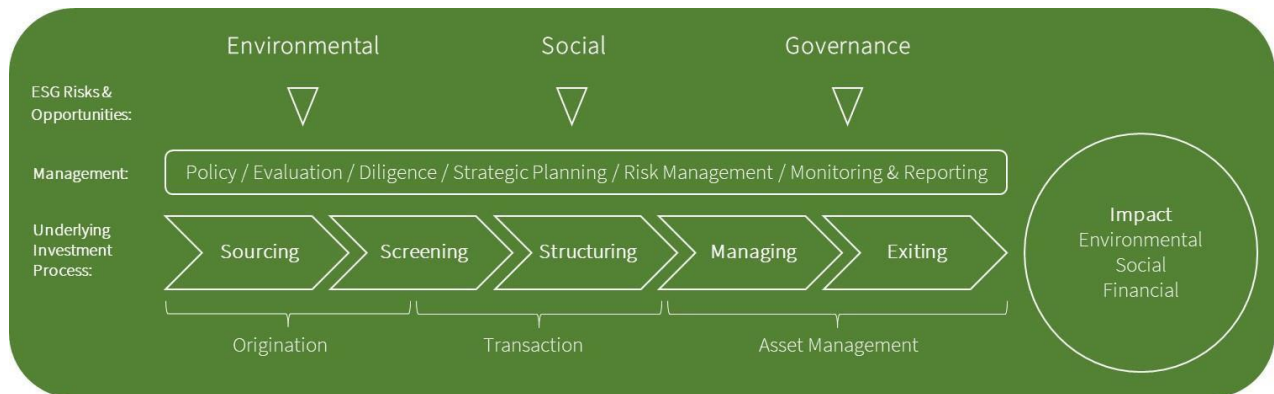 Environmental
Social
Governance
ESG Risks &
Opportunities:
Management:
Policy / Evaluation / Diligence / Strategic Planning / Risk Management / Monitoring & Reporting
Underlying
Investment
Process:
Sourcing
Screening
Structuring
Managing
Exiting
Origination
Transaction
Asset Management
Impact
Environmental
Social
Financial